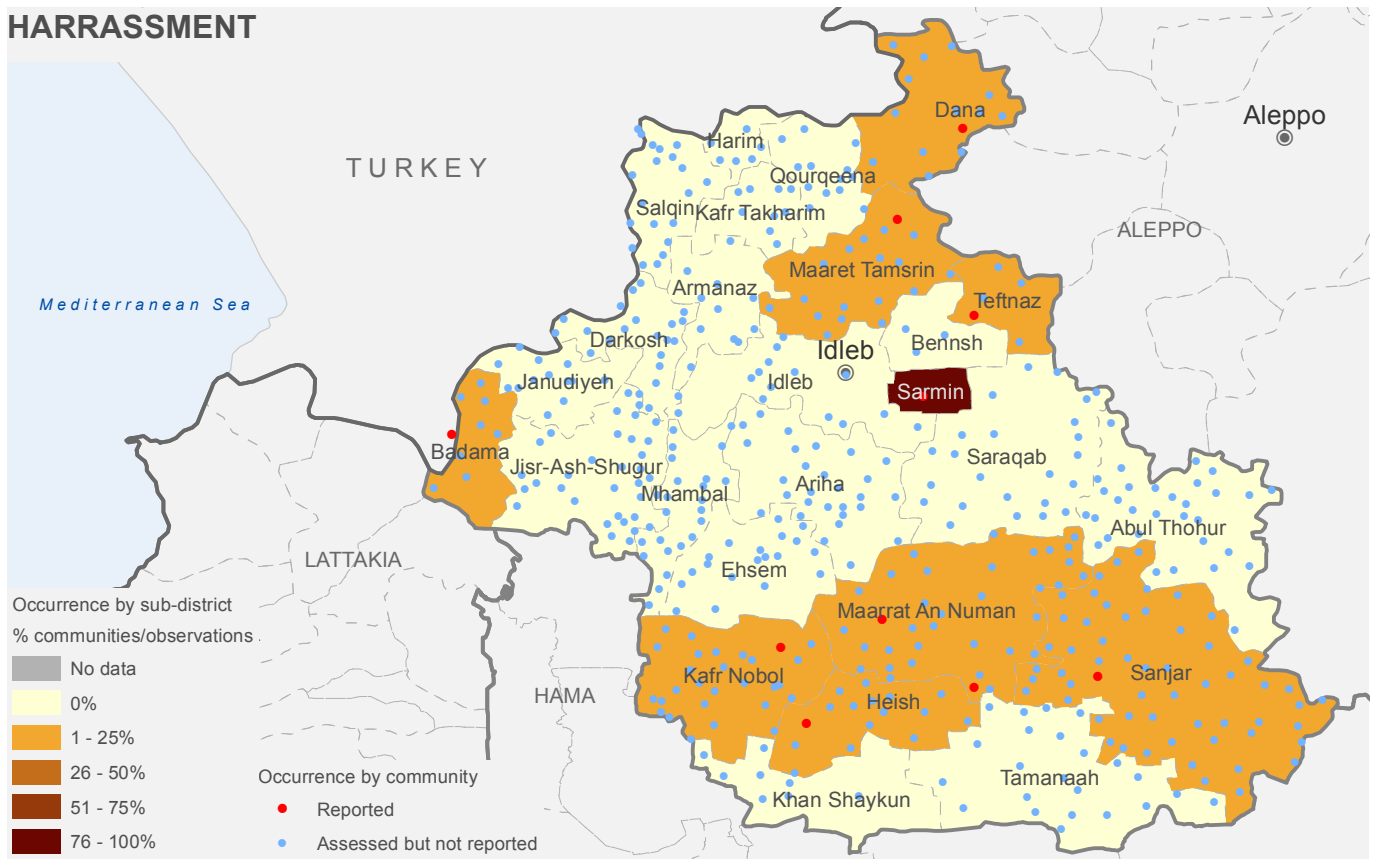 HARRASSMENT
Dana
Aleppo
Harim
TURKEY
Qourqeena
Salqin
Kafr Takharim
ALEPPO
Maaret Tamsrin
Armanaz
Mediterranean Sea
Teftnaz
Darkosh
Bennsh
Idleb
Janudiyeh
Idleb
Sarmin
Badama
Jisr-Ash-Shugur
Saraqab
Mhambal
Ariha
Abul Thohur
LATTAKIA
Ehsem
Occurrence by sub-district
% communities/observations
No data
0%
1 - 25%
26 - 50%
51 - 75%
76 - 100%
Maarrat An Numan
Kafr Nobol
Sanjar
HAMA
Heish
Occurrence by community
Reported
Assessed but not reported
Tamanaah
Khan Shaykun